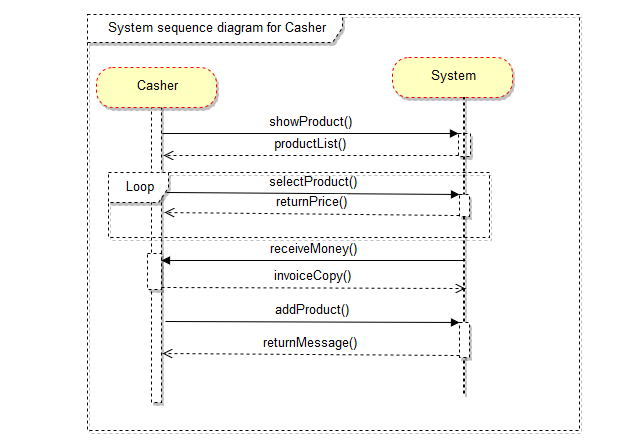 System sequence diagram for Casher
Casher
System
showProduct()
productList()
Loop
selectProduct()
returnPrice()
receiveMoney()
invoiceCopy()
addProduct()
returnMessage()